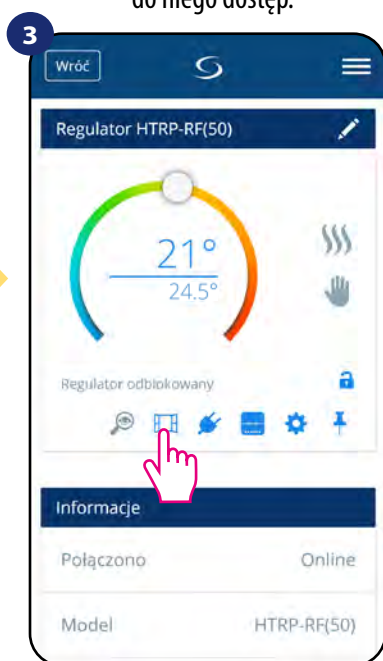 do niego dostęp.
3
Wróć
Regulator HTRP-RF(50)
21°
24.5°
Regulator odblokowany
Informacje
Połączono Online
Model HTRP-RF(50)